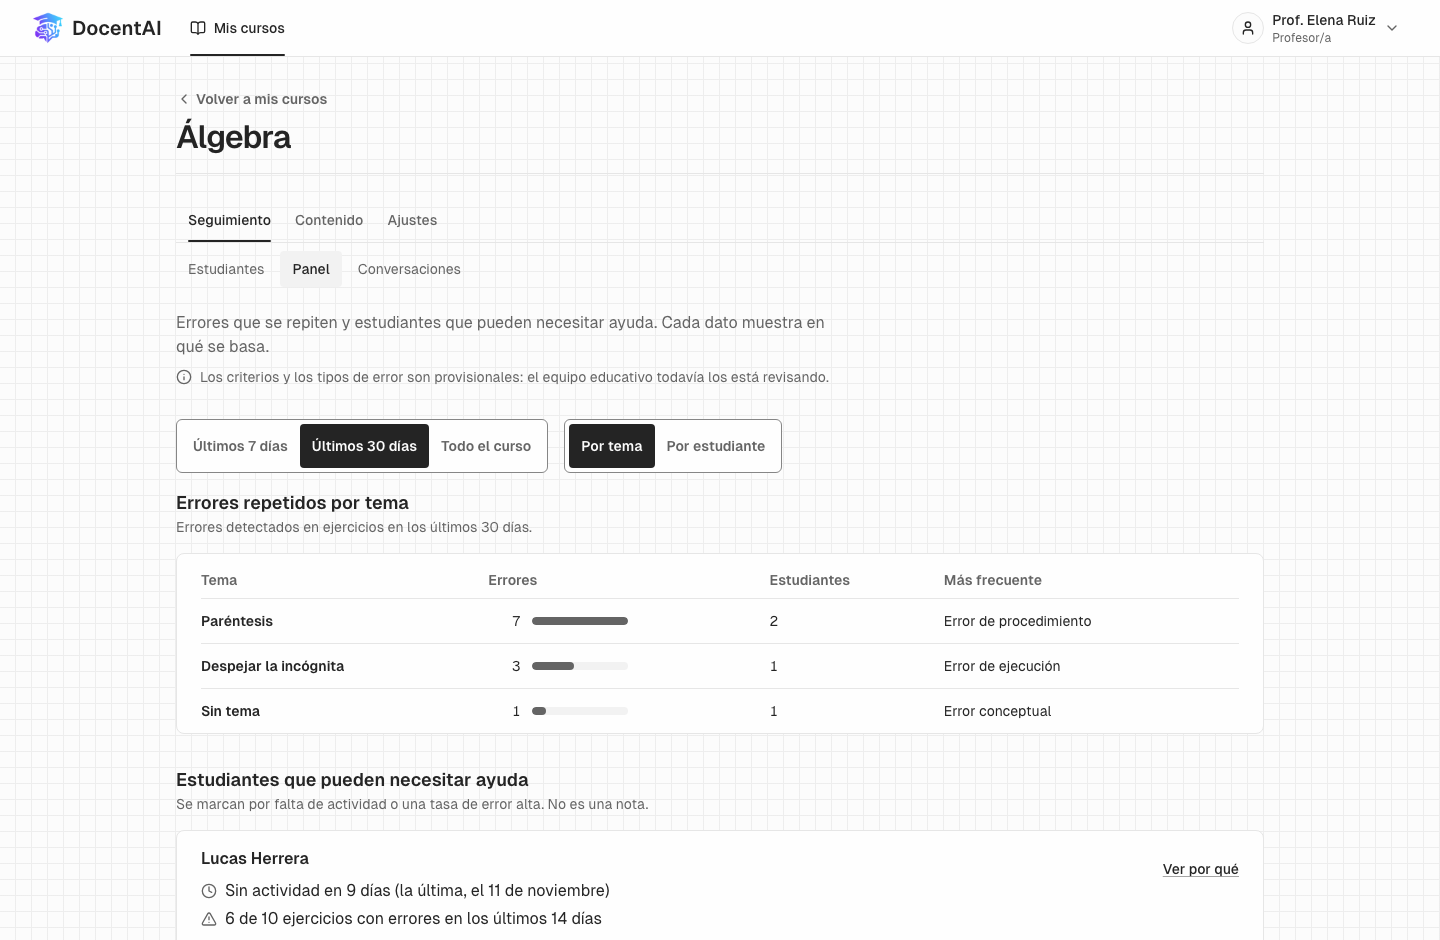 DocentAI
Mis cursos
Prof. Elena Ruiz
Profesor/a
Volver a mis cursos
Álgebra
Seguimiento Contenido Ajustes
Estudiantes Panel Conversaciones
Errores que se repiten y estudiantes que pueden necesitar ayuda. Cada dato muestra en
qué se basa.
Los criterios y los tipos de error son provisionales: el equipo educativo todavía los está revisando.
Últimos 7 días Últimos 30 días Todo el curso Por tema Por estudiante
Errores repetidos por tema
Errores detectados en ejercicios en los últimos 30 días.
Tema Errores Estudiantes Más frecuente
Paréntesis 7 2 Error de procedimiento
Despejar la incógnita 3 1 Error de ejecución
Sin tema 1 1 Error conceptual
Estudiantes que pueden necesitar ayuda
Se marcan por falta de actividad o una tasa de error alta. No es una nota.
Lucas Herrera
Ver por qué
Sin actividad en 9 días (la última, el 11 de noviembre)
6 de 10 ejercicios con errores en los últimos 14 días